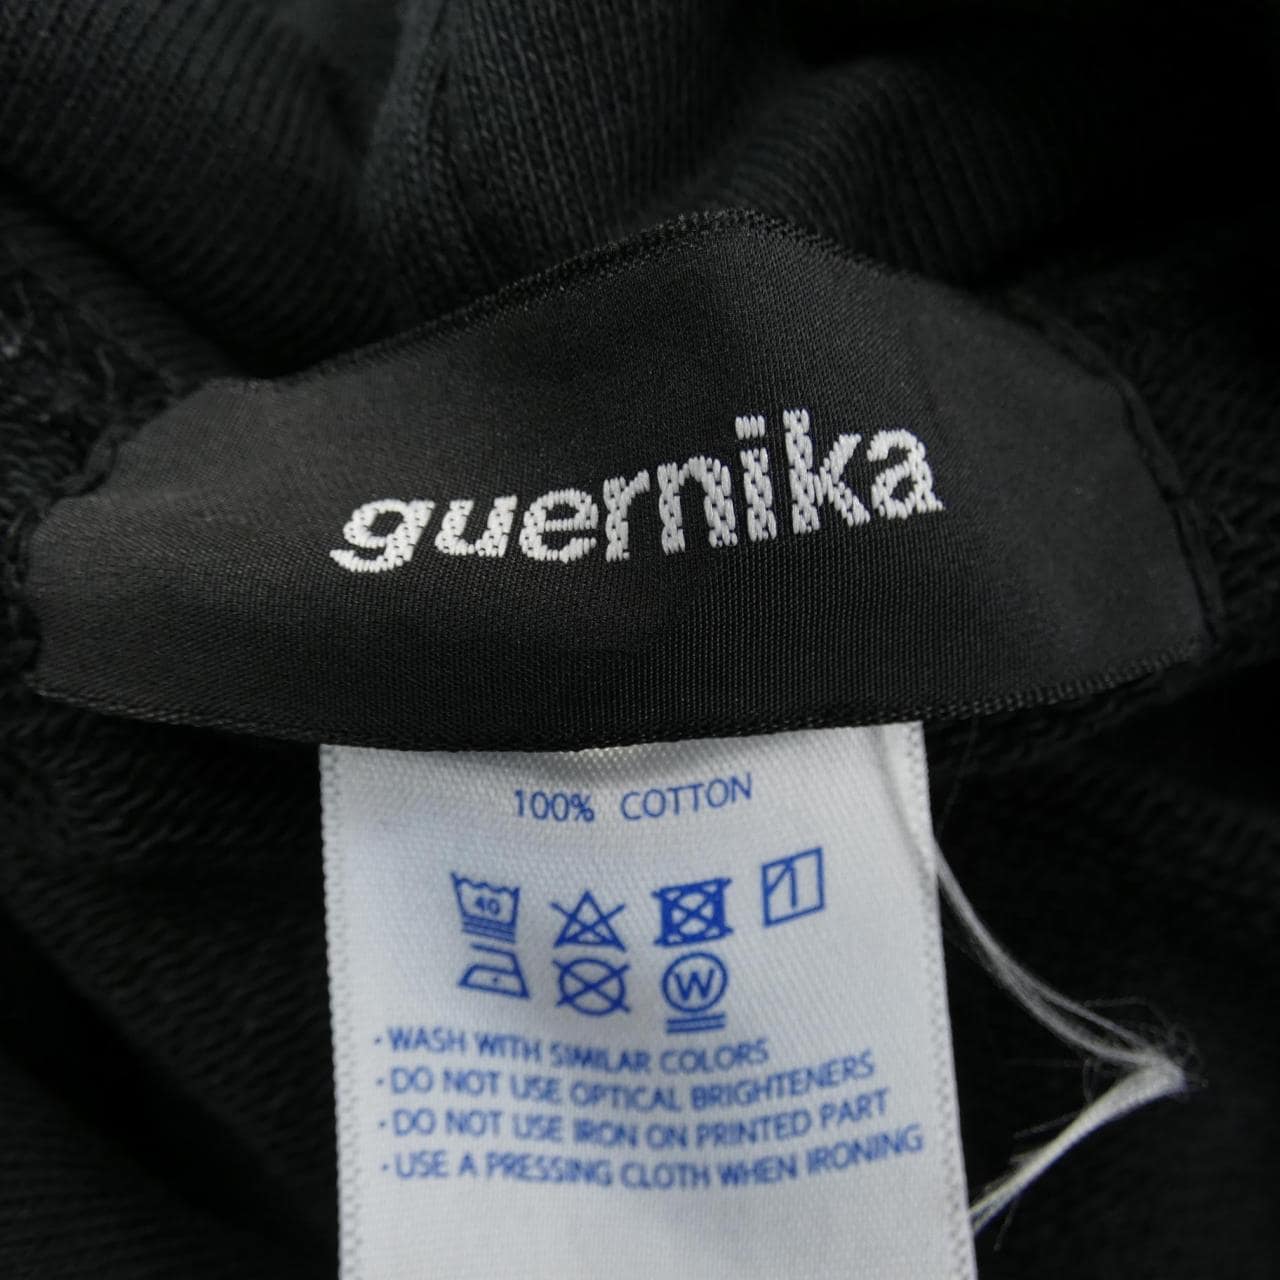 guernika
100% COTTON
40
W
· WASH WITH SIMILAR COLORS
· DO NOT USE OPTICAL BRIGHTENERS
· DO NOT USE IRON ON PRINTED PART
· USE A PRESSING CLOTH WHEN IRONING